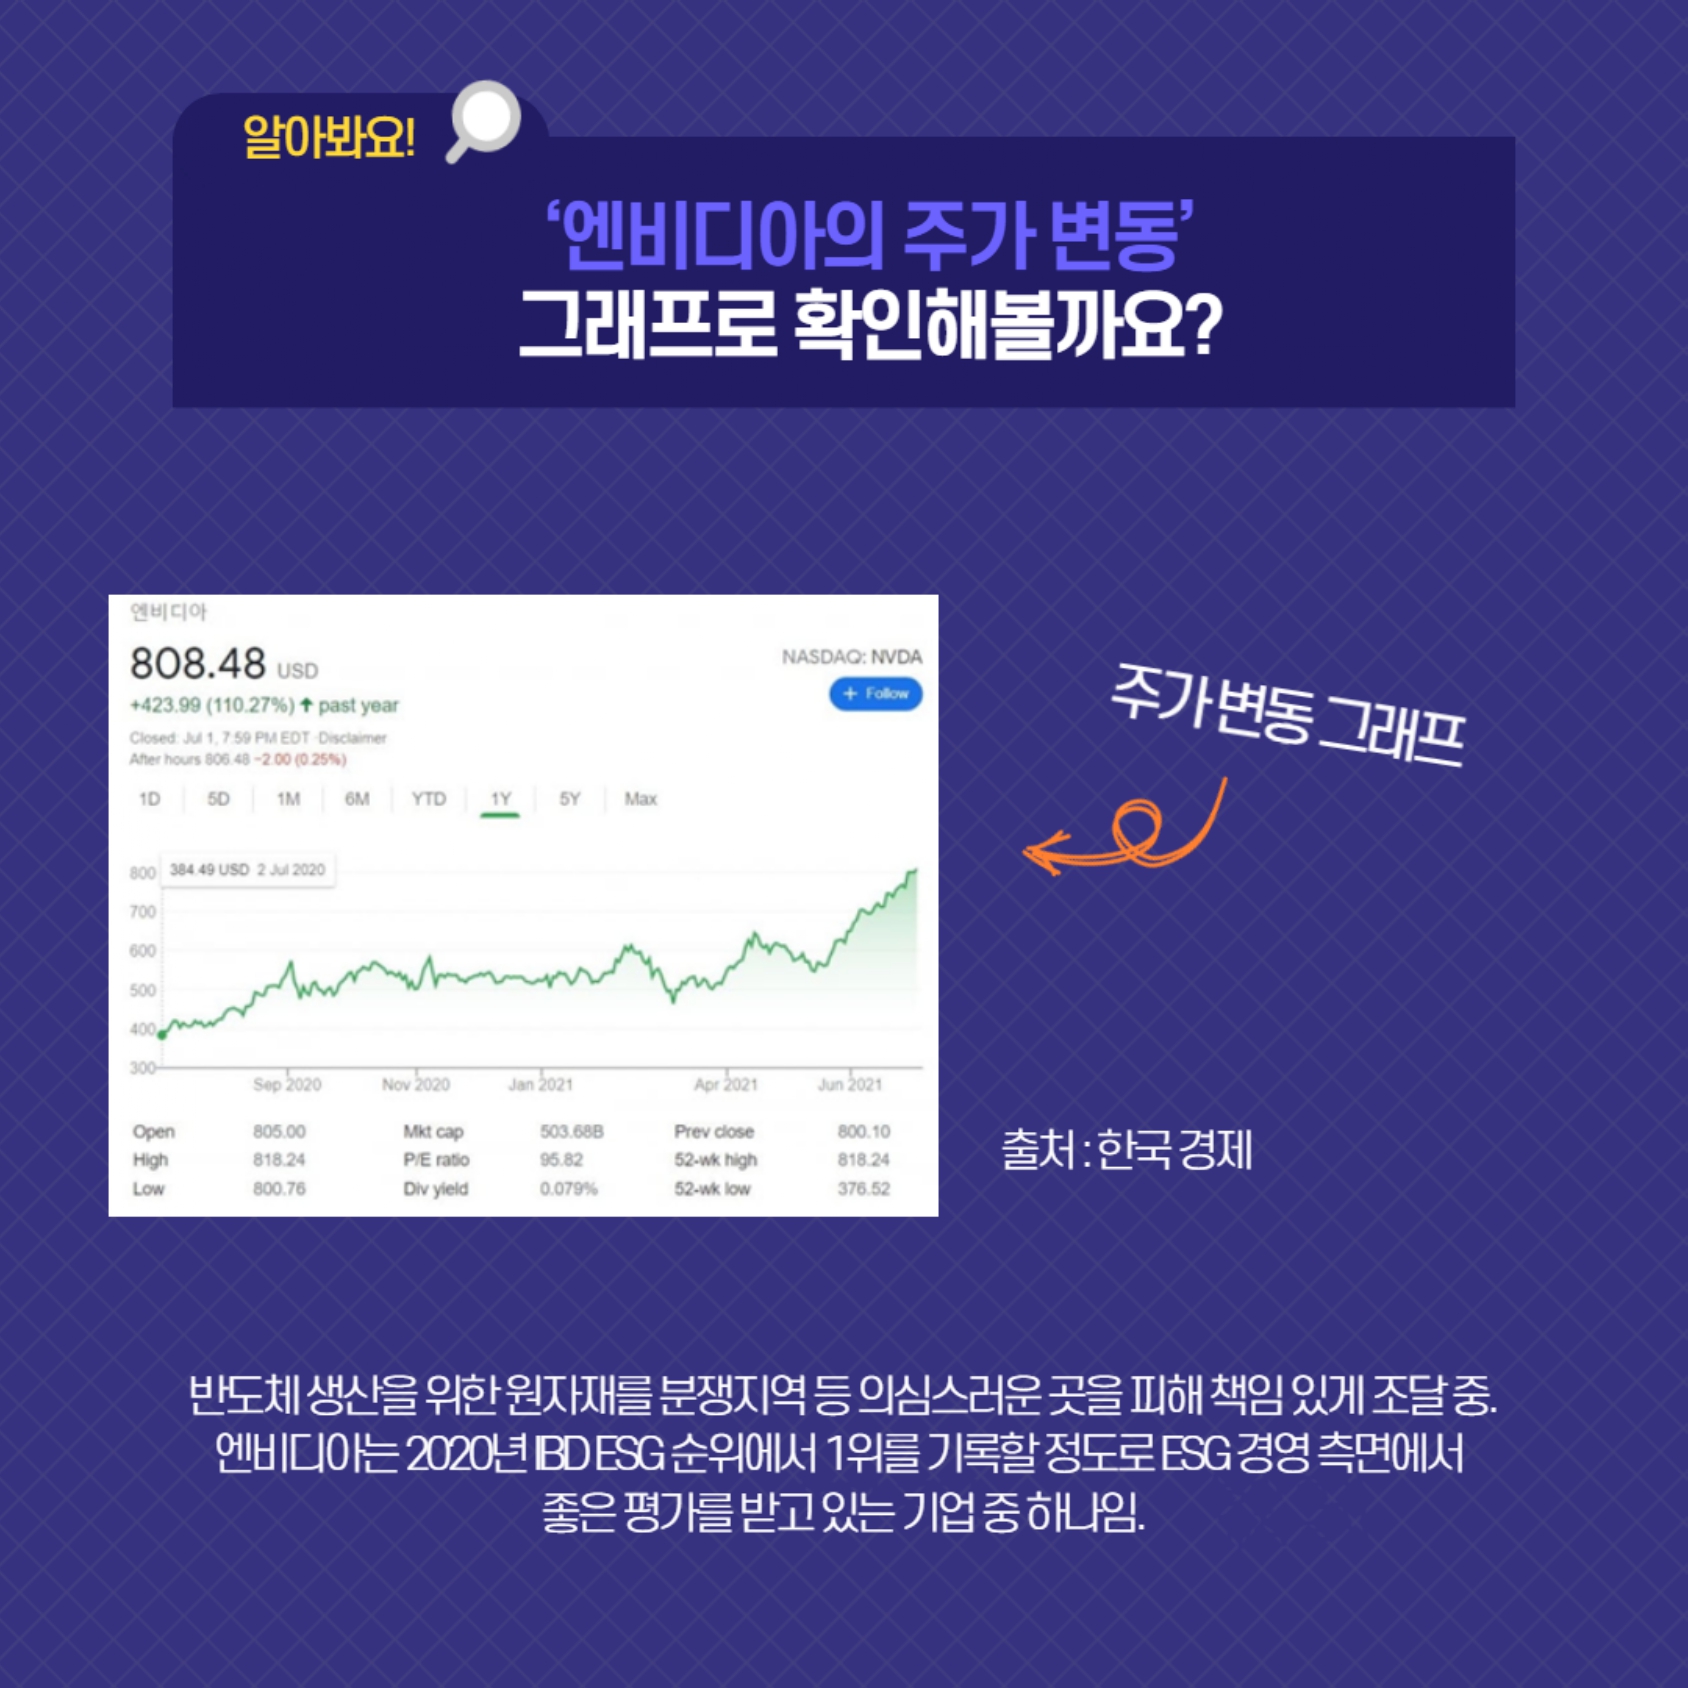 알아봐요!
‘엔비디아의 주가 변동’
그래프로 확인해볼까요?
엔비디아
808.48 USD
NASDAQ: NVDA
+423.99 (110.27%) ↑ past year
+ Follow
Closed: Jul 1, 7:59 PM EDT · Disclaimer
After hours 806.48 −2.00 (0.25%)
1D 5D 1M 6M YTD 1Y 5Y Max
384.49 USD 2 Jul 2020
800
700
600
500
400
300
Sep 2020 Nov 2020 Jan 2021 Apr 2021 Jun 2021
Open 805.00 Mkt cap 503.68B Prev close 800.10
High 818.24 P/E ratio 95.82 52-wk high 818.24
Low 800.76 Div yield 0.079% 52-wk low 376.52
주가 변동 그래프
출처 : 한국 경제
반도체 생산을 위한 원자재를 분쟁지역 등 의심스러운 곳을 피해 책임 있게 조달 중.
엔비디아는 2020년 IBD ESG 순위에서 1위를 기록할 정도로 ESG 경영 측면에서
좋은 평가를 받고 있는 기업 중 하나임.